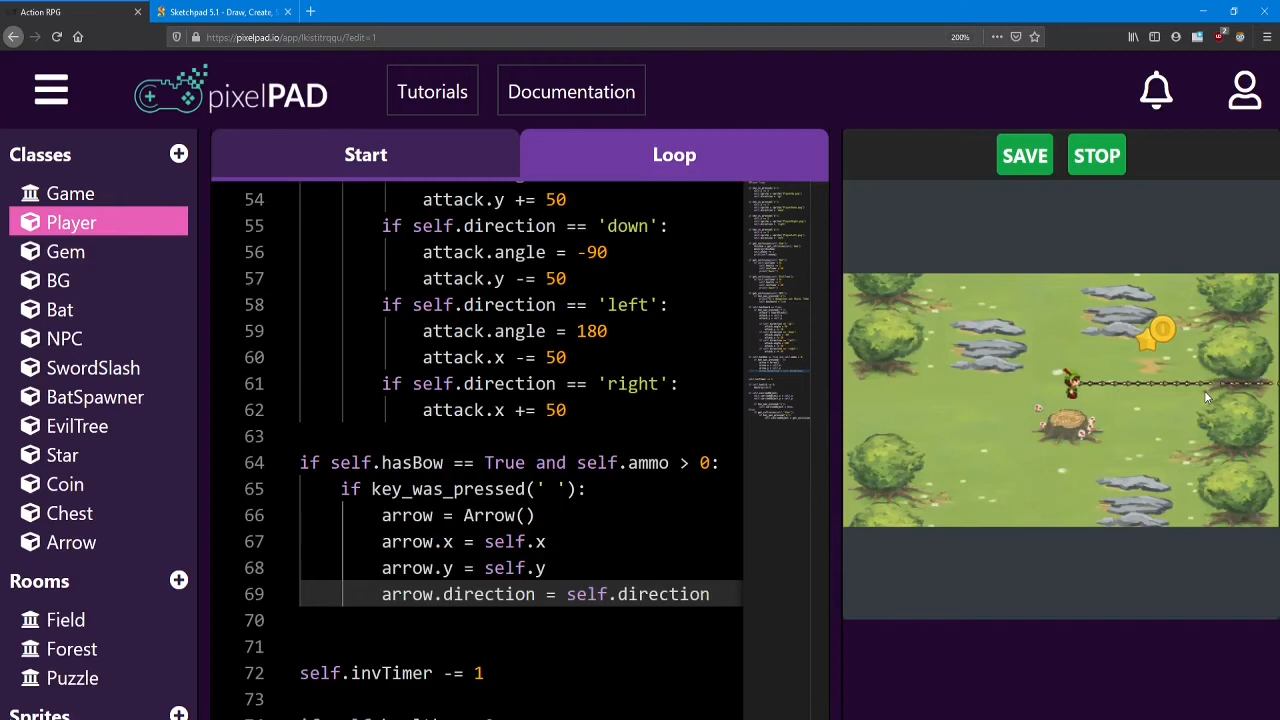 Action RPG
Sketchpad 5.1 - Draw, Create,
https://pixelpad.io/app/lkistitrqqu/?edit=1
200%
2
pixelPAD
Tutorials
Documentation
Classes
Game
Player
Gem
BG
Bat
NPC
SwordSlash
BatSpawner
EvilTree
Star
Coin
Chest
Arrow
Rooms
Field
Forest
Puzzle
Sprites
Start
Loop
54 attack.y += 50
55 if self.direction == 'down':
56 attack.angle = -90
57 attack.y -= 50
58 if self.direction == 'left':
59 attack.angle = 180
60 attack.x -= 50
61 if self.direction == 'right':
62 attack.x += 50
63
64 if self.hasBow == True and self.ammo > 0:
65 if key_was_pressed(' '):
66 arrow = Arrow()
67 arrow.x = self.x
68 arrow.y = self.y
69 arrow.direction = self.direction
70
71
72 self.invTimer -= 1
73
SAVE
STOP